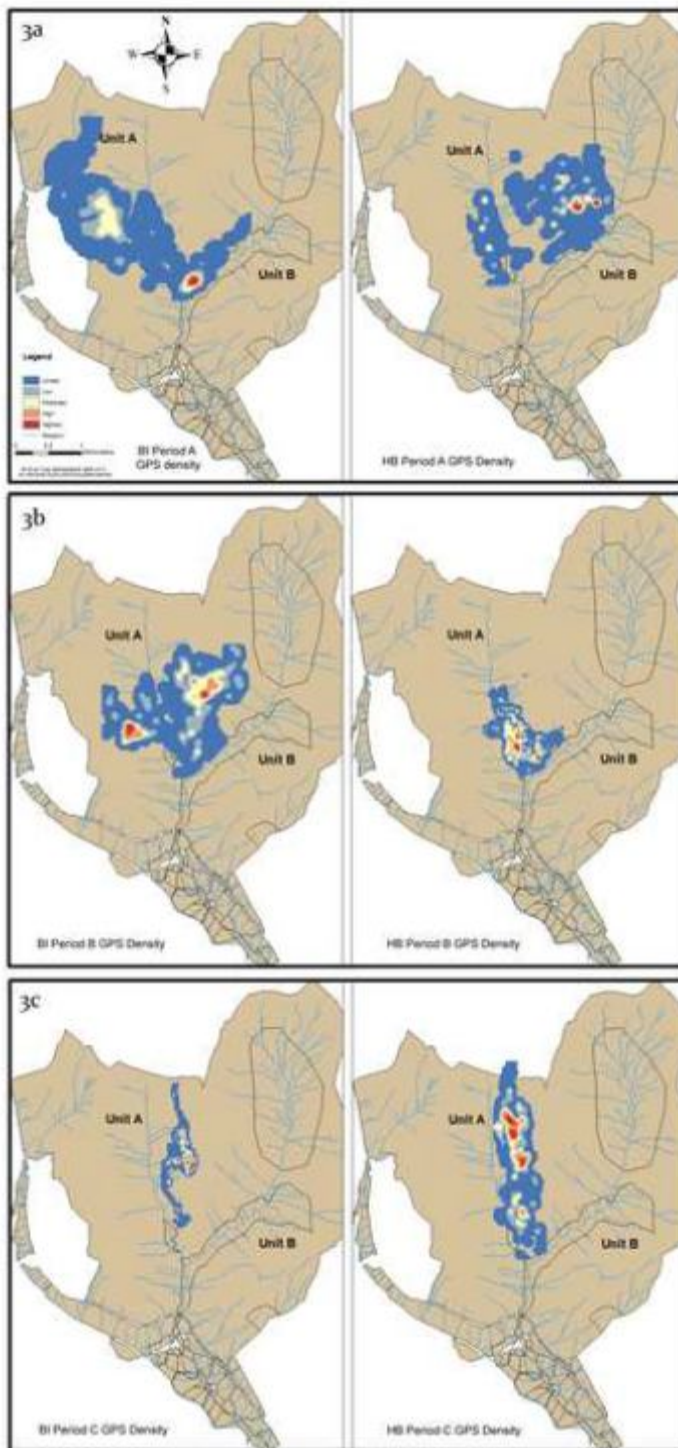 3a
N
W E
S
Unit A
Unit B
Legend
Low
High
BI Period A
GPS density
Unit A
Unit B
HB Period A GPS Density
3b
Unit A
Unit B
BI Period B GPS Density
Unit A
Unit B
HB Period B GPS Density
3c
Unit A
Unit B
BI Period C GPS Density
Unit A
Unit B
HB Period C GPS Density